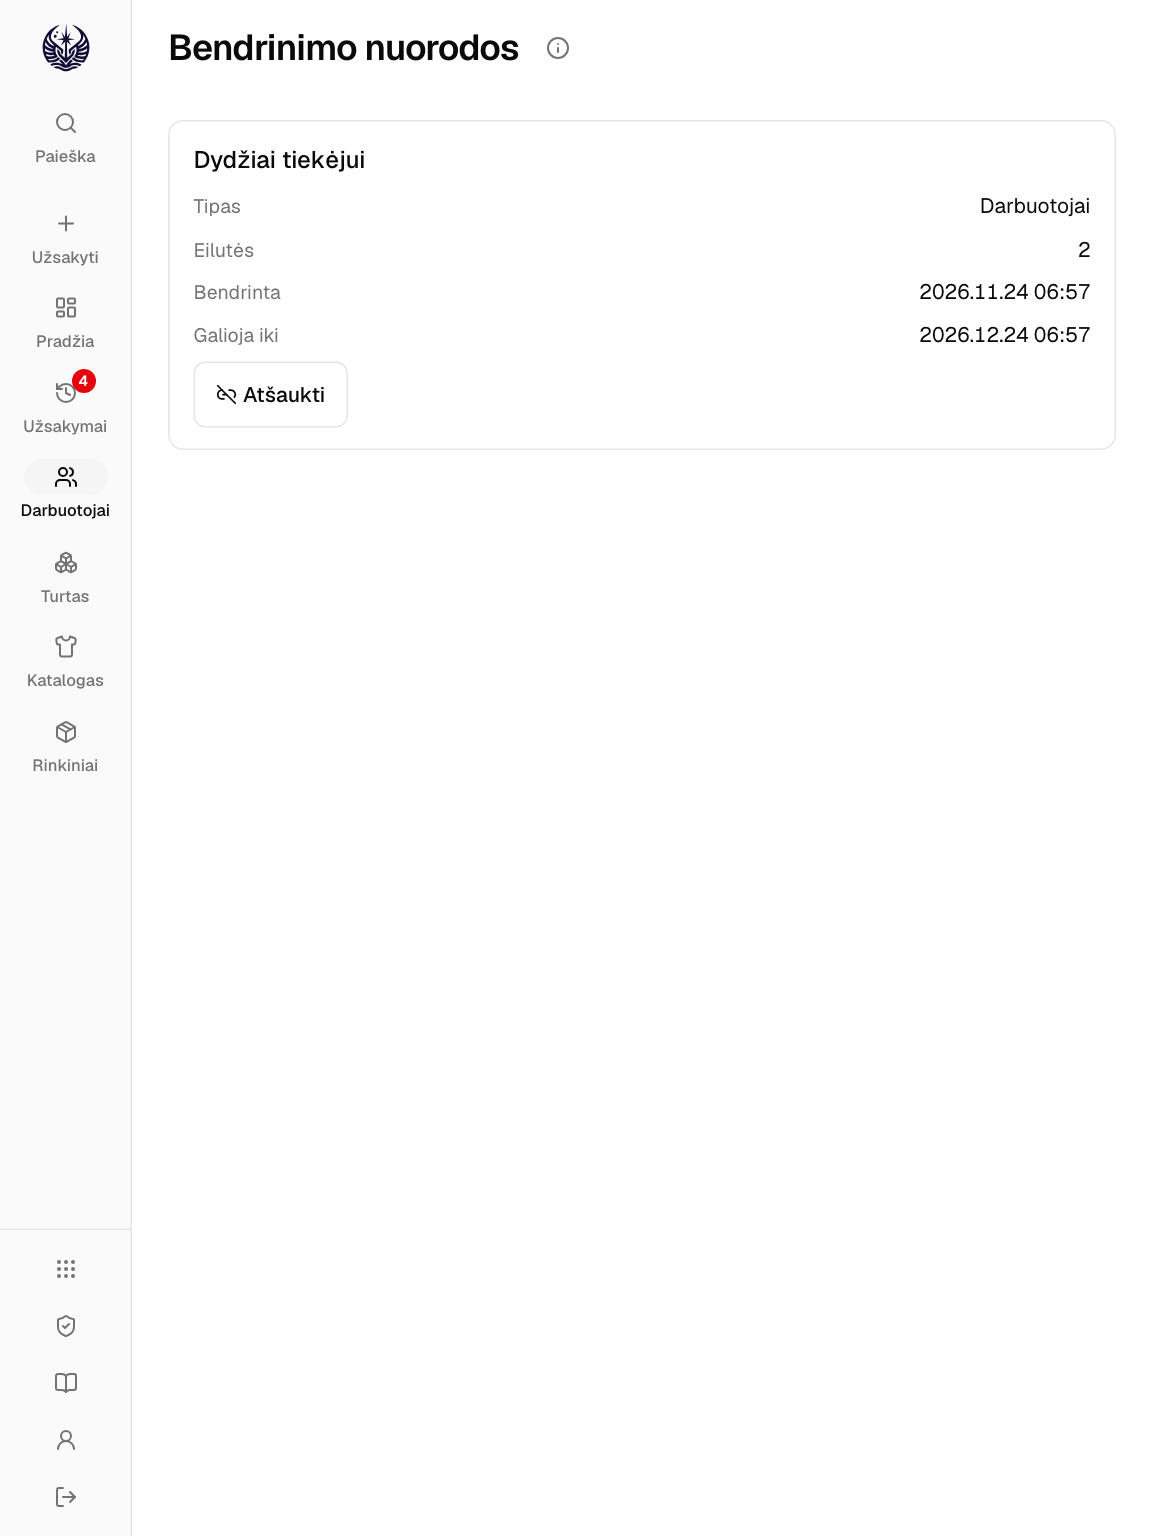 Bendrinimo nuorodos
Paieška
Užsakyti
Pradžia
4
Užsakymai
Darbuotojai
Turtas
Katalogas
Rinkiniai
Dydžiai tiekėjui
Tipas Darbuotojai
Eilutės 2
Bendrinta 2026.11.24 06:57
Galioja iki 2026.12.24 06:57
Atšaukti